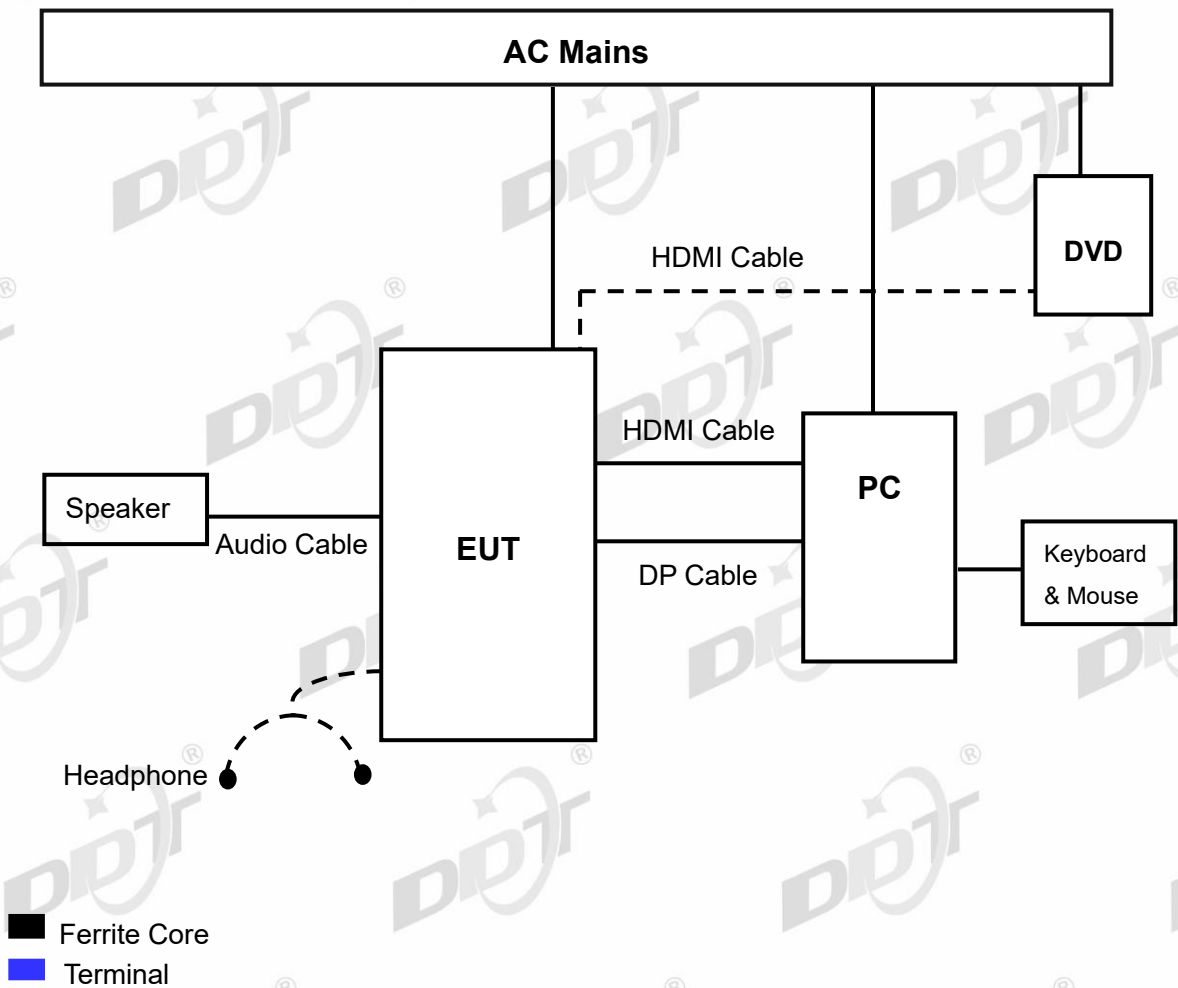 AC Mains
DVD
HDMI Cable
HDMI Cable
PC
Speaker
Audio Cable
EUT
DP Cable
Keyboard
& Mouse
Headphone
Ferrite Core
Terminal
DDT
®